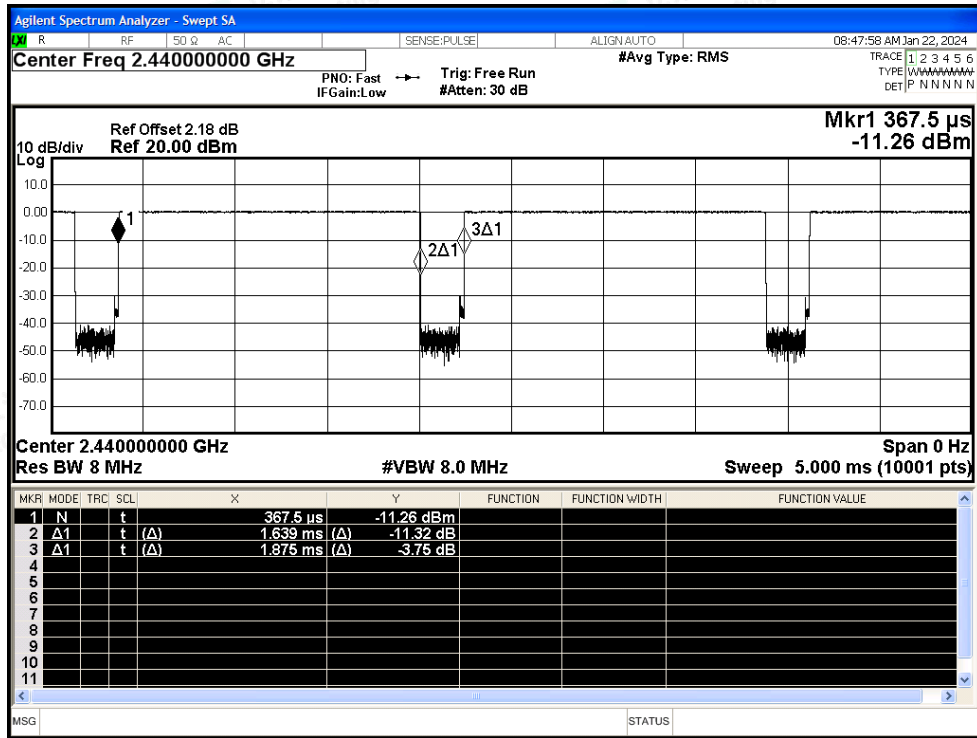 Agilent Spectrum Analyzer - Swept SA
LXI R RF 50 Ω AC SENSE:PULSE ALIGN AUTO 08:47:58 AM Jan 22, 2024
Center Freq 2.440000000 GHz
#Avg Type: RMS
TRACE 1 2 3 4 5 6
PNO: Fast
Trig: Free Run
TYPE WWWWWW
IFGain:Low
#Atten: 30 dB
DET P N N N N N
Mkr1 367.5 µs
-11.26 dBm
Ref Offset 2.18 dB
10 dB/div Ref 20.00 dBm
Log
10.0
0.00
-10.0
-20.0
-30.0
-40.0
-50.0
-60.0
-70.0
1
2Δ1
3Δ1
Center 2.440000000 GHz Span 0 Hz
Res BW 8 MHz #VBW 8.0 MHz Sweep 5.000 ms (10001 pts)
MKR MODE TRC SCL X Y FUNCTION FUNCTION WIDTH FUNCTION VALUE
1 N t 367.5 µs -11.26 dBm
2 Δ1 t (Δ) 1.639 ms (Δ) -11.32 dB
3 Δ1 t (Δ) 1.875 ms (Δ) -3.75 dB
4
5
6
7
8
9
10
11
MSG STATUS